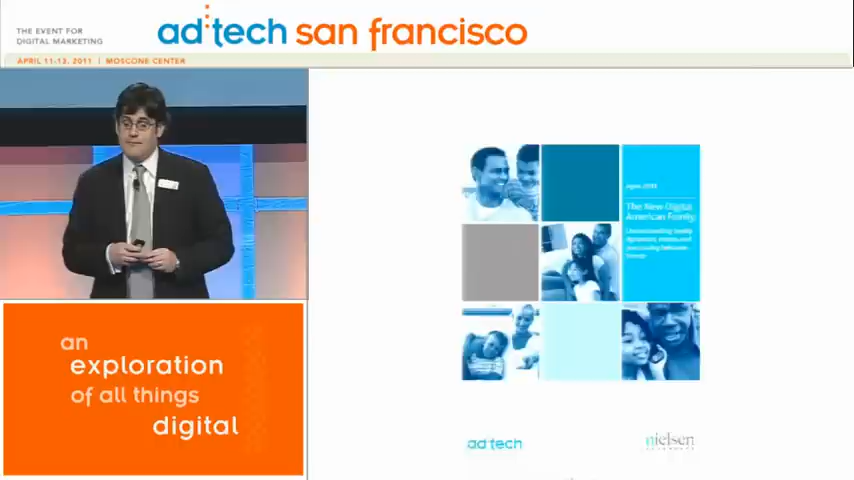 THE EVENT FOR
DIGITAL MARKETING
ad:tech san francisco
APRIL 11-13, 2011 | MOSCONE CENTER
The New Digital
American Family
an
exploration
of all things
digital
ad:tech
nielsen